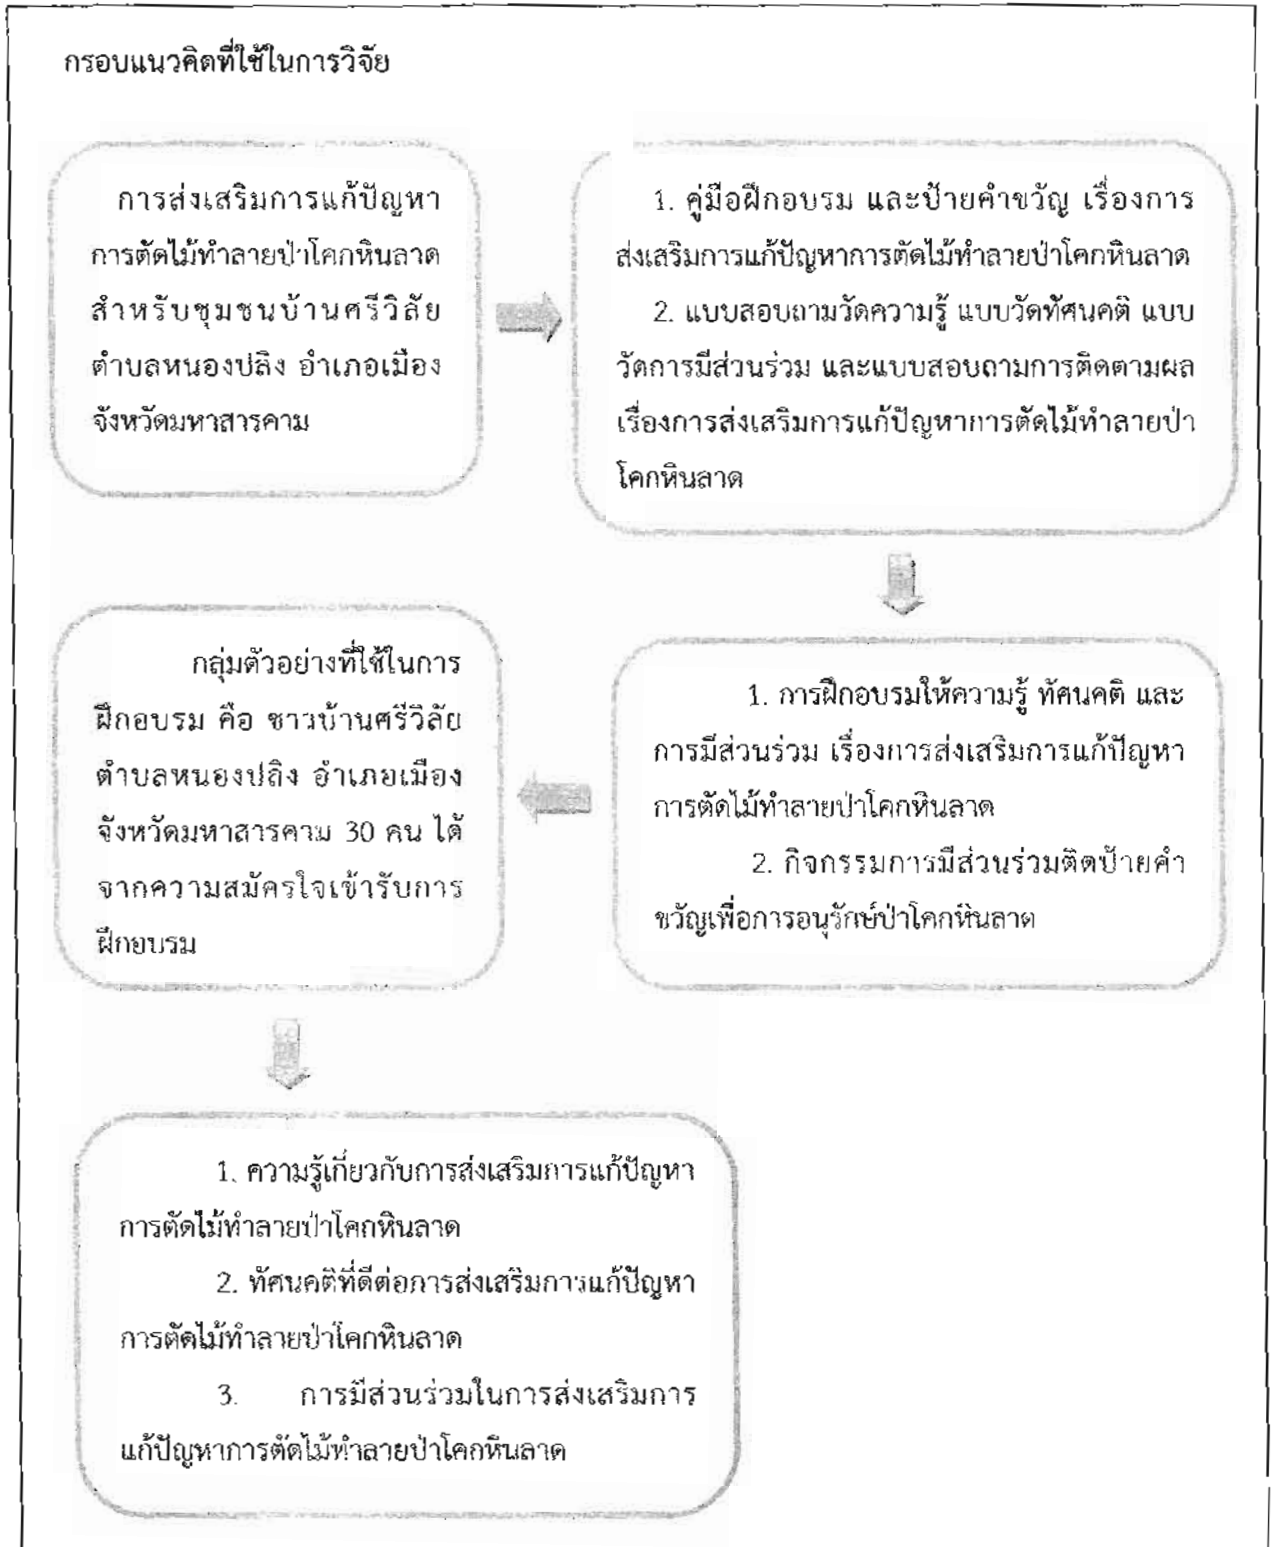 กรอบแนวคิดที่ใช้ในการวิจัย
การส่งเสริมการแก้ปัญหา
การตัดไม้ทำลายป่าโคกหินลาด
สำหรับชุมชนบ้านศรีวิลัย
ตำบลหนองปลิง อำเภอเมือง
จังหวัดมหาสารคาม
1. คู่มือฝึกอบรม และป้ายคำขวัญ เรื่องการ
ส่งเสริมการแก้ปัญหาการตัดไม้ทำลายป่าโคกหินลาด
2. แบบสอบถามวัดความรู้ แบบวัดทัศนคติ แบบ
วัดการมีส่วนร่วม และแบบสอบถามการติดตามผล
เรื่องการส่งเสริมการแก้ปัญหาการตัดไม้ทำลายป่า
โคกหินลาด
1. การฝึกอบรมให้ความรู้ ทัศนคติ และ
การมีส่วนร่วม เรื่องการส่งเสริมการแก้ปัญหา
การตัดไม้ทำลายป่าโคกหินลาด
2. กิจกรรมการมีส่วนร่วมติดป้ายคำ
ขวัญเพื่อการอนุรักษ์ป่าโคกหินลาด
กลุ่มตัวอย่างที่ใช้ในการ
ฝึกอบรม คือ ชาวบ้านศรีวิลัย
ตำบลหนองปลิง อำเภอเมือง
จังหวัดมหาสารคาม 30 คน ได้
จากความสมัครใจเข้ารับการ
ฝึกอบรม
1. ความรู้เกี่ยวกับการส่งเสริมการแก้ปัญหา
การตัดไม้ทำลายป่าโคกหินลาด
2. ทัศนคติที่ดีต่อการส่งเสริมการแก้ปัญหา
การตัดไม้ทำลายป่าโคกหินลาด
3. การมีส่วนร่วมในการส่งเสริมการ
แก้ปัญหาการตัดไม้ทำลายป่าโคกหินลาด